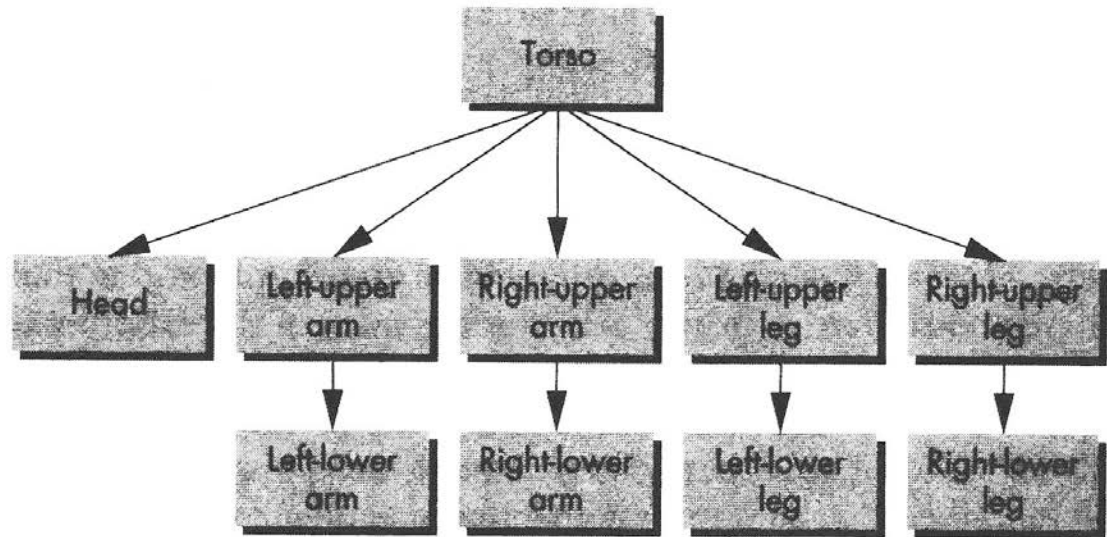 Torso
Head
Left-upper
arm
Right-upper
arm
Left-upper
leg
Right-upper
leg
Left-lower
arm
Right-lower
arm
Left-lower
leg
Right-lower
leg